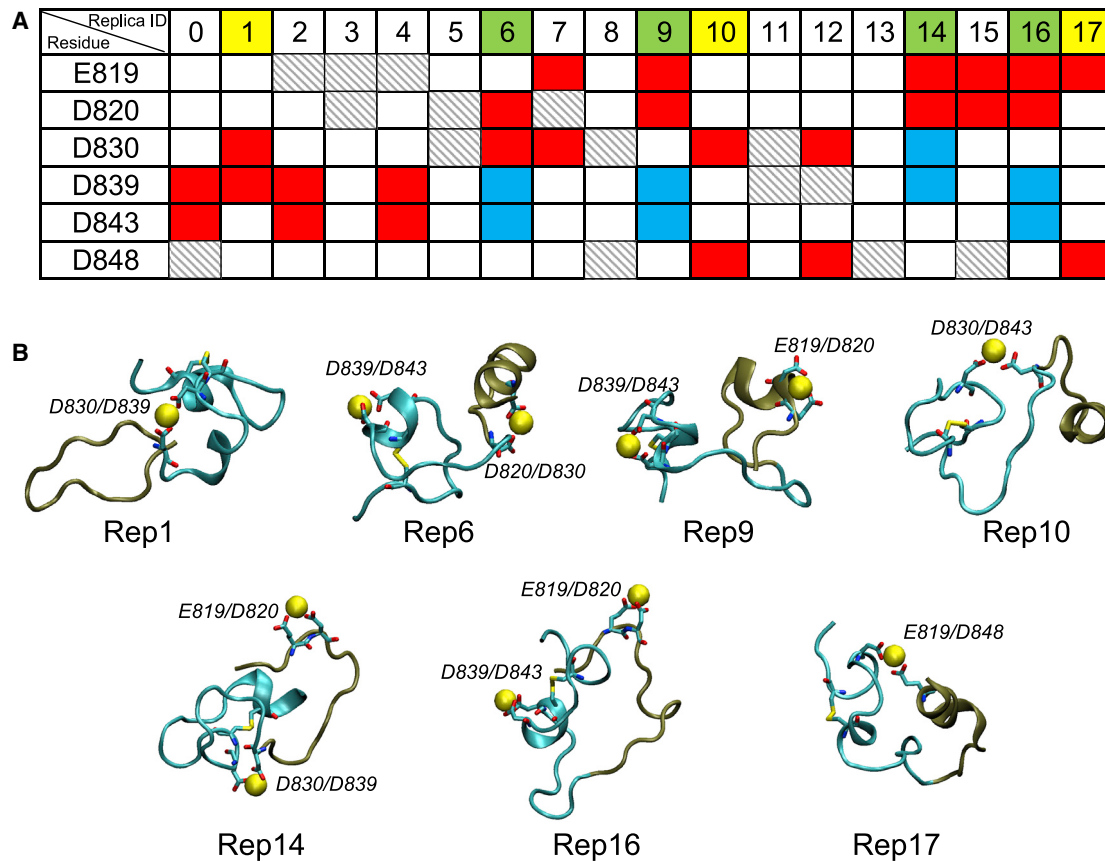 A
Replica ID
Residue
0 1 2 3 4 5 6 7 8 9 10 11 12 13 14 15 16 17
E819
D820
D830
D839
D843
D848
B
D830/D839
Rep1
D839/D843
D820/D830
Rep6
D839/D843
E819/D820
Rep9
D830/D843
Rep10
E819/D820
D830/D839
Rep14
E819/D820
D839/D843
Rep16
E819/D848
Rep17